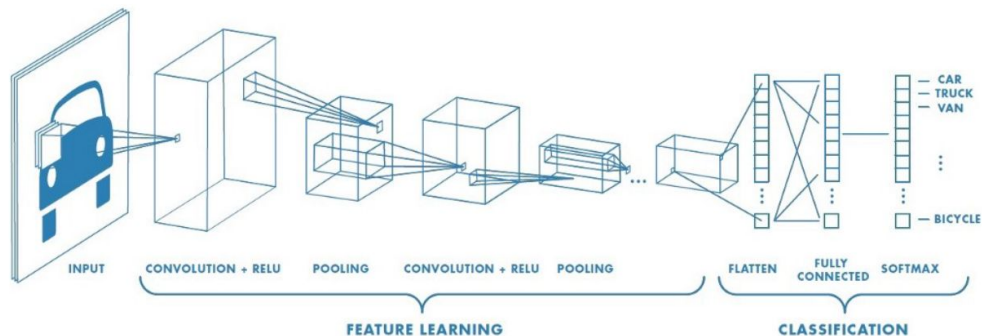 CAR
TRUCK
VAN
BICYCLE
INPUT
CONVOLUTION + RELU
POOLING
CONVOLUTION + RELU
POOLING
FLATTEN
FULLY
CONNECTED
SOFTMAX
FEATURE LEARNING
CLASSIFICATION